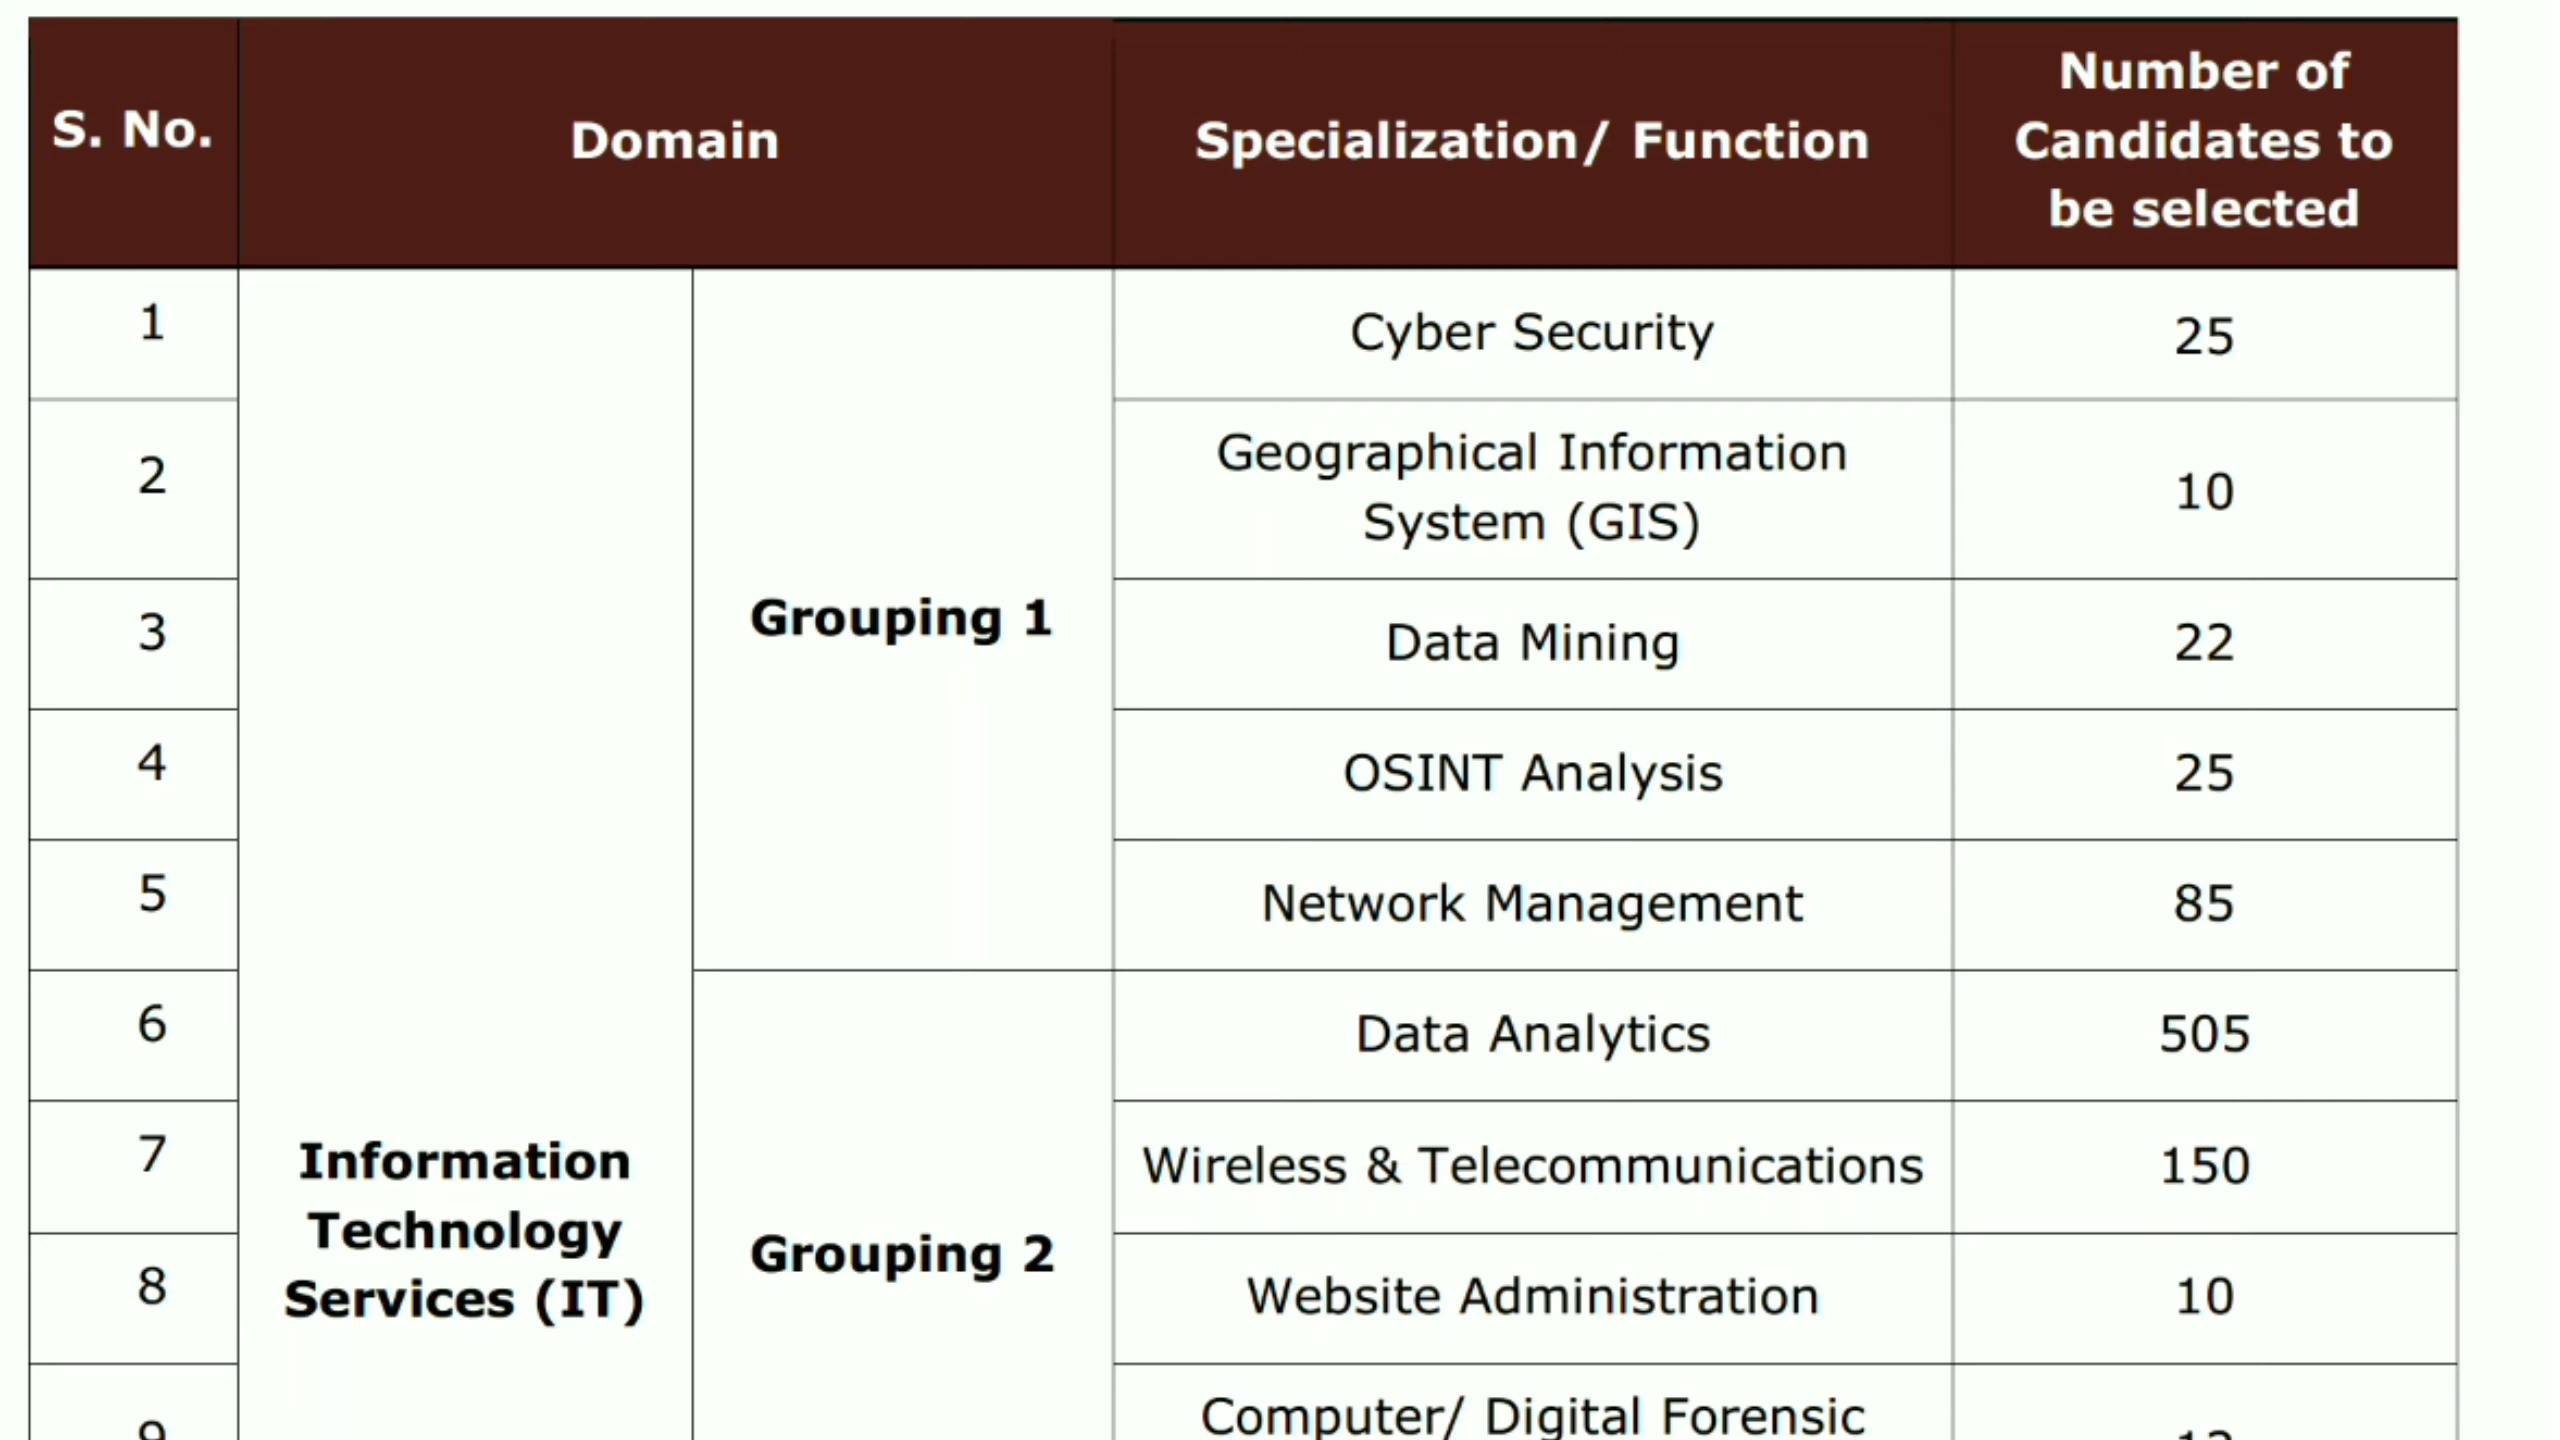 S. No.
Domain
Specialization/ Function
Number of
Candidates to
be selected
1
Cyber Security
25
2
Geographical Information
System (GIS)
10
3
Data Mining
22
4
OSINT Analysis
25
5
Network Management
85
Grouping 1
6
Data Analytics
505
7
Wireless & Telecommunications
150
8
Website Administration
10
Information
Technology
Services (IT)
Grouping 2
9
Computer/ Digital Forensic